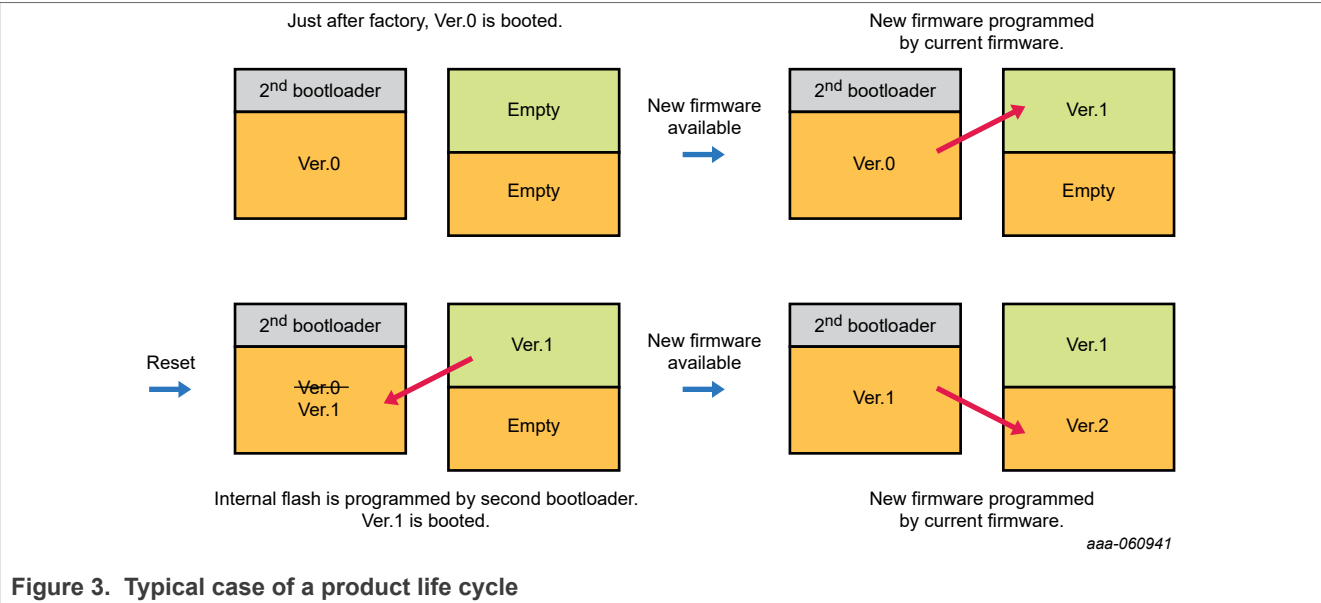 Just after factory, Ver.0 is booted.
New firmware programmed
by current firmware.
2nd bootloader
Ver.0
Empty
Empty
New firmware
available
2nd bootloader
Ver.0
Ver.1
Empty
Reset
2nd bootloader
Ver.0
Ver.1
Ver.1
Empty
New firmware
available
2nd bootloader
Ver.1
Ver.1
Ver.2
Internal flash is programmed by second bootloader.
Ver.1 is booted.
New firmware programmed
by current firmware.
aaa-060941
Figure 3. Typical case of a product life cycle